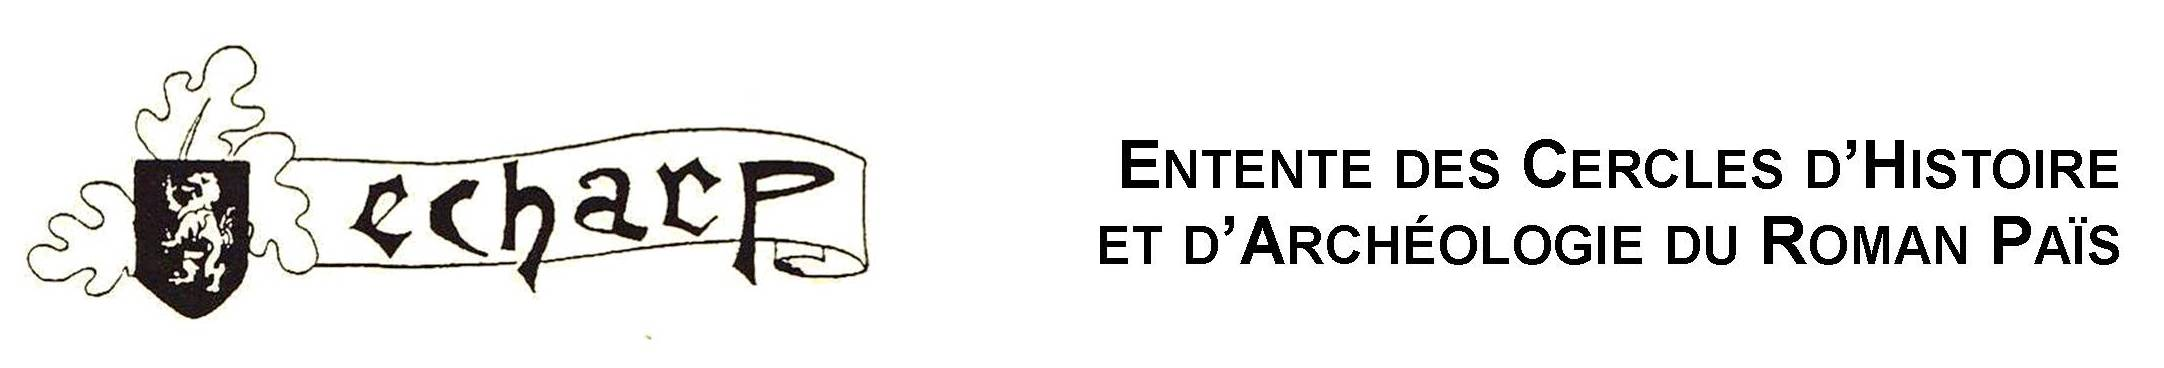 echarp
ENTENTE DES CERCLES D’HISTOIRE
ET D’ARCHÉOLOGIE DU ROMAN PAÏS